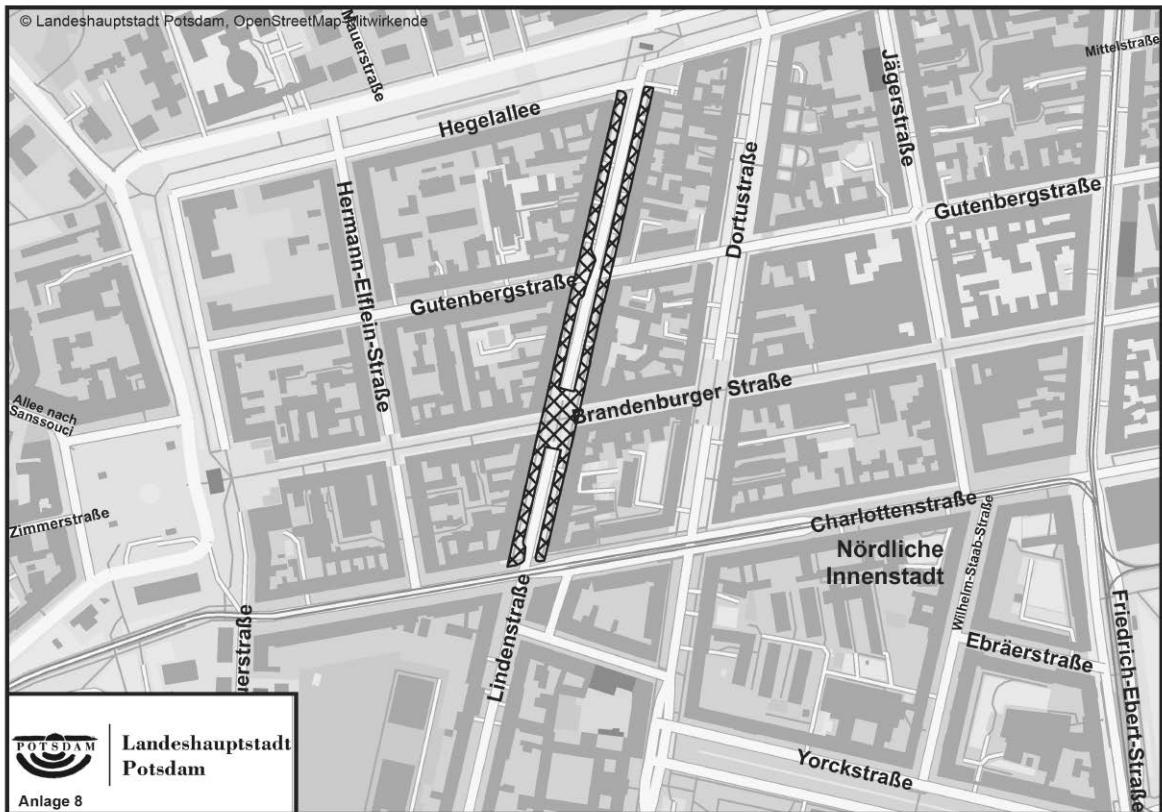 © Landeshauptstadt Potsdam, OpenStreetMap-Mitwirkende
Mauerstraße
Mittelstraße
Jägerstraße
Hegelallee
Dortustraße
Hermann-Elflein-Straße
Gutenbergstraße
Gutenbergstraße
Brandenburger Straße
Allee nach
Sanssouci
Zimmerstraße
Charlottenstraße
Nördliche
Innenstadt
Wilhelm-Staab-Straße
Lindenstraße
uerstraße
Ebräerstraße
Friedrich-Ebert-Straße
Yorckstraße
POTSDAM
Landeshauptstadt
Potsdam
Anlage 8